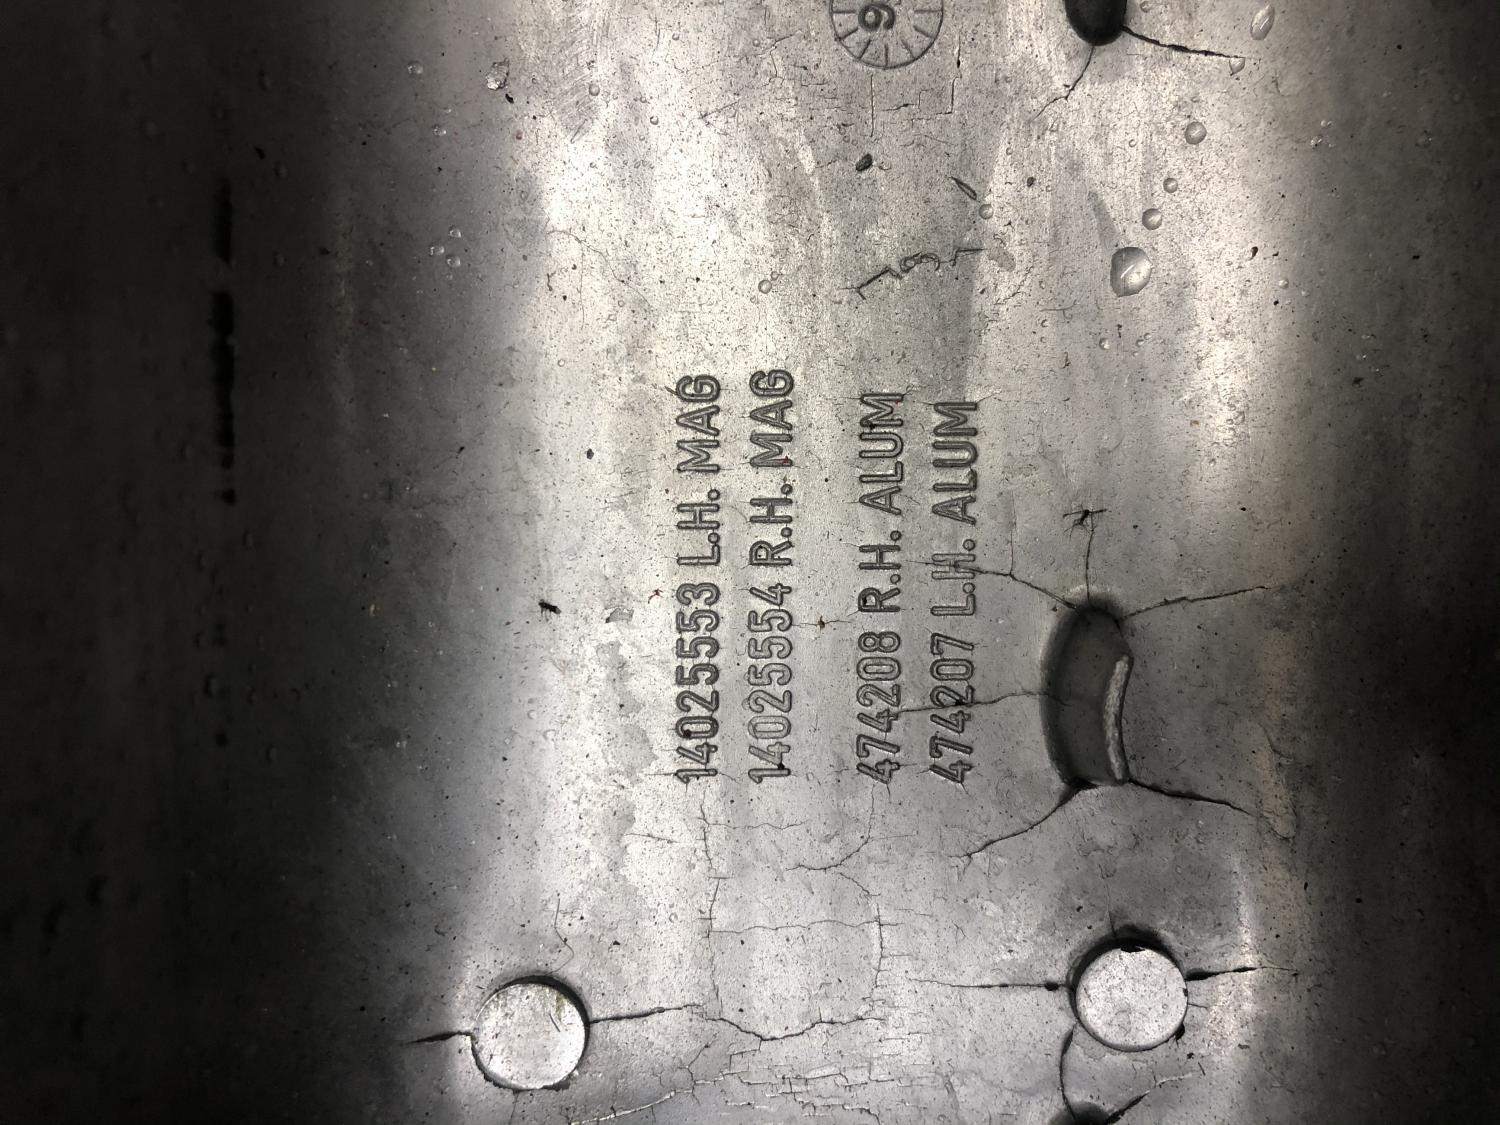 14025553 L.H. MAG
14025554 R.H. MAG
474208 R.H. ALUM
474207 L.H. ALUM